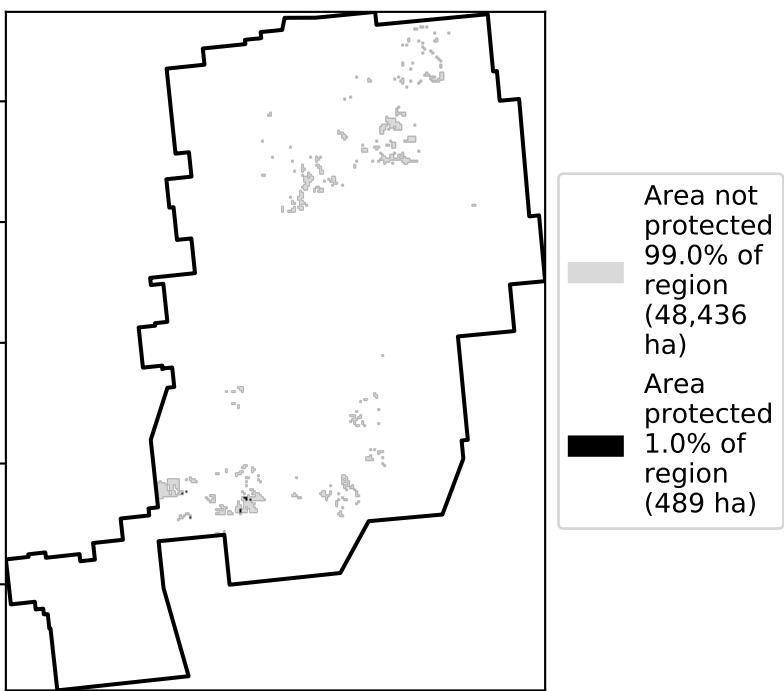 Area not
protected
99.0% of
region
(48,436
ha)
Area
protected
1.0% of
region
(489 ha)